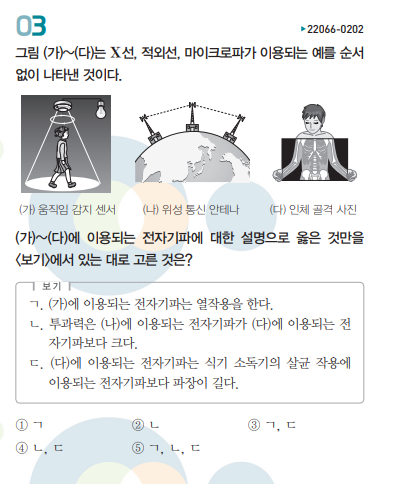 03
▶22066-0202
그림 (가)~(다)는 X선, 적외선, 마이크로파가 이용되는 예를 순서
없이 나타낸 것이다.
(가) 움직임 감지 센서 (나) 위성 통신 안테나 (다) 인체 골격 사진
(가)~(다)에 이용되는 전자기파에 대한 설명으로 옳은 것만을
<보기>에서 있는 대로 고른 것은?
보기
ㄱ. (가)에 이용되는 전자기파는 열작용을 한다.
ㄴ. 투과력은 (나)에 이용되는 전자기파가 (다)에 이용되는 전
자기파보다 크다.
ㄷ. (다)에 이용되는 전자기파는 식기 소독기의 살균 작용에
이용되는 전자기파보다 파장이 길다.
① ㄱ ② ㄴ ③ ㄱ, ㄷ
④ ㄴ, ㄷ ⑤ ㄱ, ㄴ, ㄷ